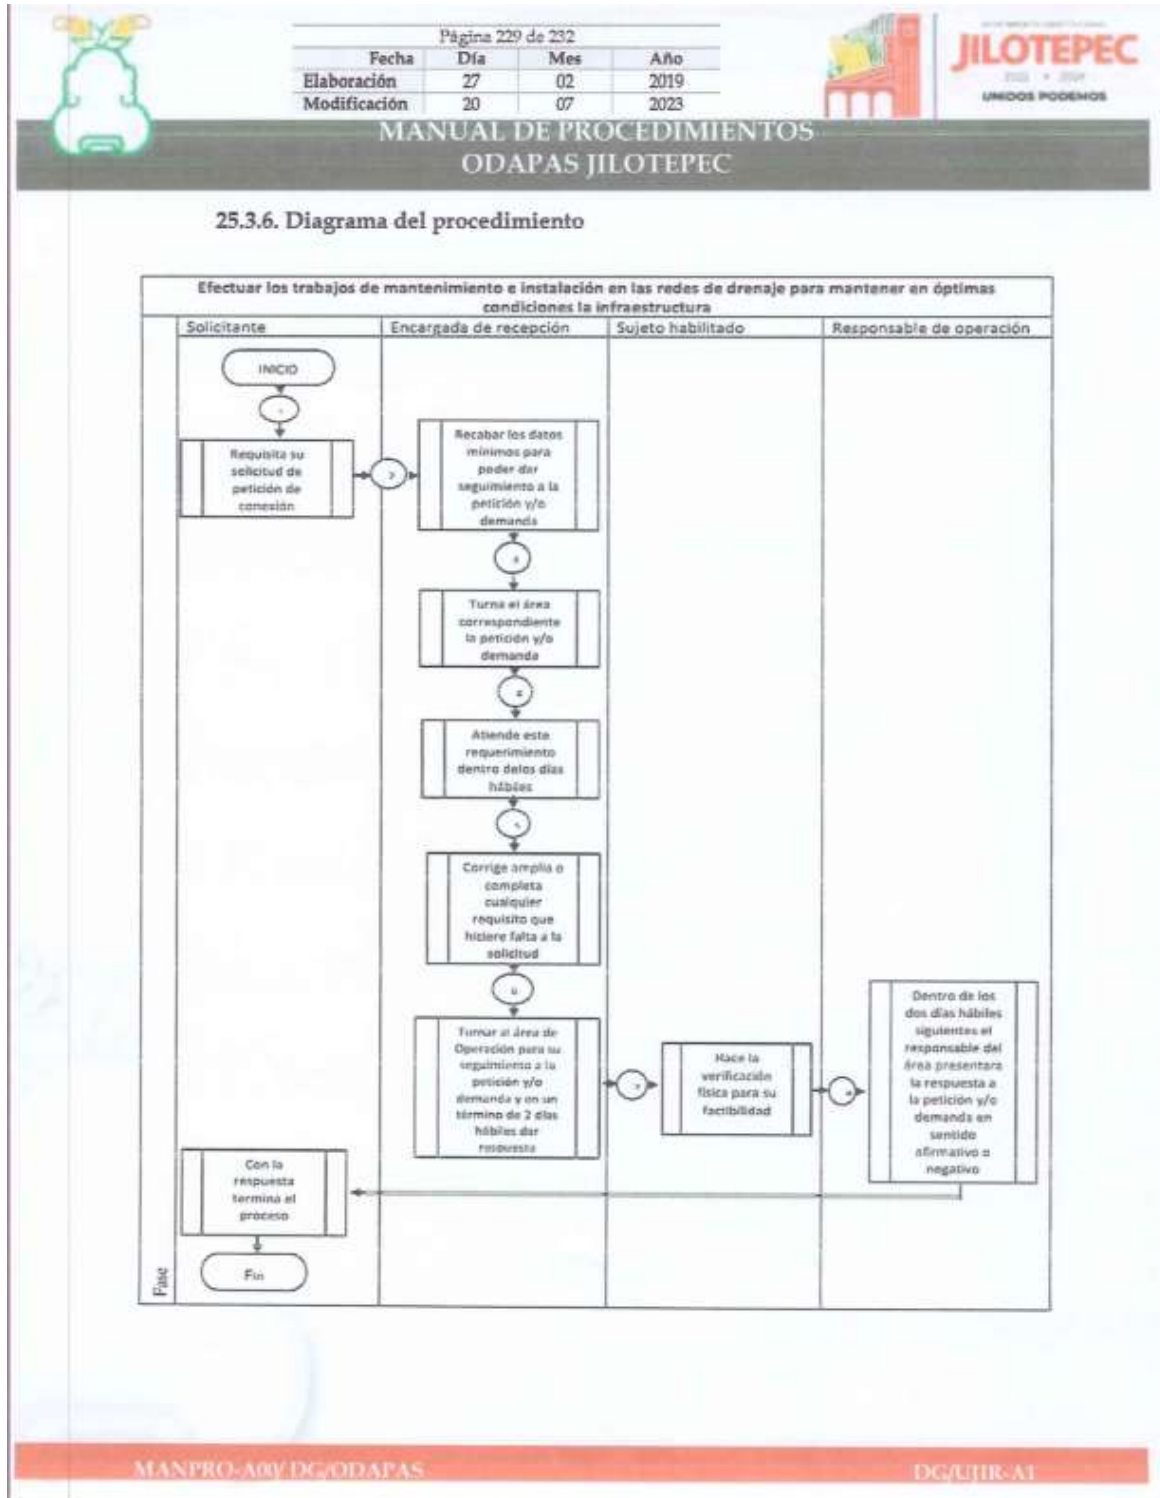 Página 229 de 232
Fecha Día Mes Año
Elaboración 27 02 2019
Modificación 20 07 2023
JILOTEPEC
UNIDOS PODEMOS
MANUAL DE PROCEDIMIENTOS
ODAPAS JILOTEPEC
25.3.6. Diagrama del procedimiento
Efectuar los trabajos de mantenimiento e instalación en las redes de drenaje para mantener en óptimas
condiciones la infraestructura
Solicitante Encargada de recepción Sujeto habilitado Responsable de operación
INICIO
Requisita su
solicitud de
petición de
conexión
Recabar los datos
mínimos para
poder dar
seguimiento a la
petición y/o
demanda
Turna el área
correspondiente
la petición y/o
demanda
Atiende este
requerimiento
dentro delos días
hábiles
Corrige amplia o
completa
cualquier
requisito que
hiciere falta a la
solicitud
Turnar al área de
Operación para su
seguimiento a la
petición y/o
demanda y en un
término de 2 días
hábiles dar
respuesta
Hace la
verificación
física para su
factibilidad
Dentro de los
dos días hábiles
siguientes el
responsable del
área presentara
la respuesta a
la petición y/o
demanda en
sentido
afirmativo o
negativo
Con la
respuesta
termina el
proceso
Fin
Fase
MANPRO-A00/ DG/ODAPAS
DG/UJIR-A1